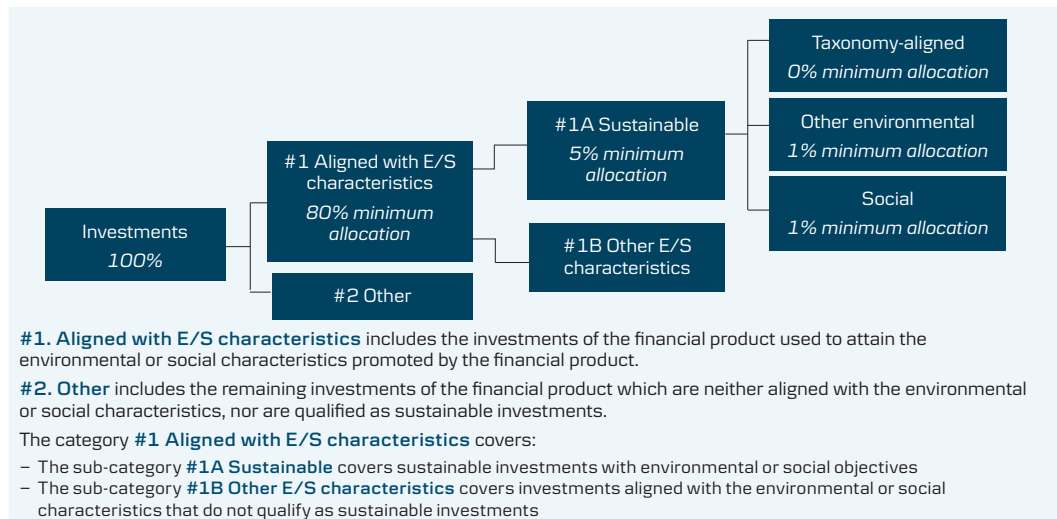 Investments
100%
#1 Aligned with E/S
characteristics
80% minimum
allocation
#2 Other
#1A Sustainable
5% minimum
allocation
#1B Other E/S
characteristics
Taxonomy-aligned
0% minimum allocation
Other environmental
1% minimum allocation
Social
1% minimum allocation
#1. Aligned with E/S characteristics includes the investments of the financial product used to attain the
environmental or social characteristics promoted by the financial product.
#2. Other includes the remaining investments of the financial product which are neither aligned with the environmental
or social characteristics, nor are qualified as sustainable investments.
The category #1 Aligned with E/S characteristics covers:
– The sub-category #1A Sustainable covers sustainable investments with environmental or social objectives
– The sub-category #1B Other E/S characteristics covers investments aligned with the environmental or social
characteristics that do not qualify as sustainable investments